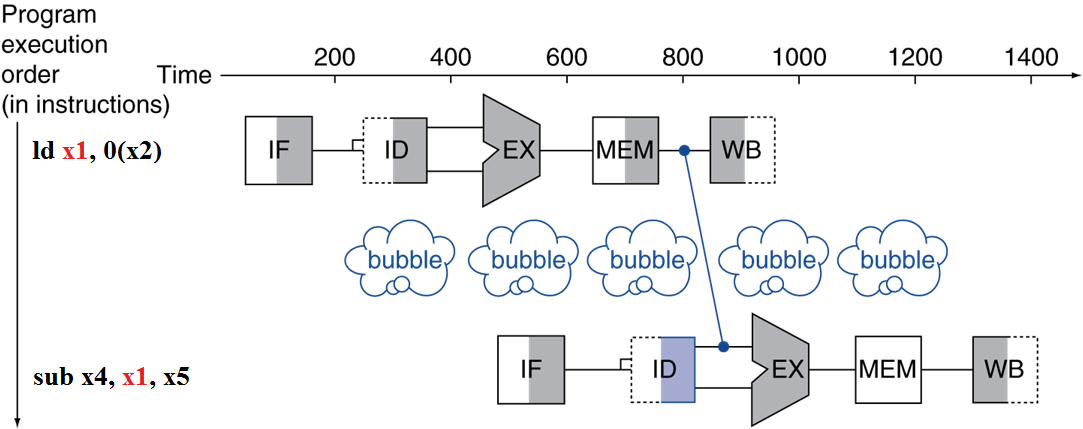 Program
execution
order
(in instructions)
Time
200 400 600 800 1000 1200 1400
ld x1, 0(x2)
IF ID EX MEM WB
bubble bubble bubble bubble bubble
sub x4, x1, x5
IF ID EX MEM WB